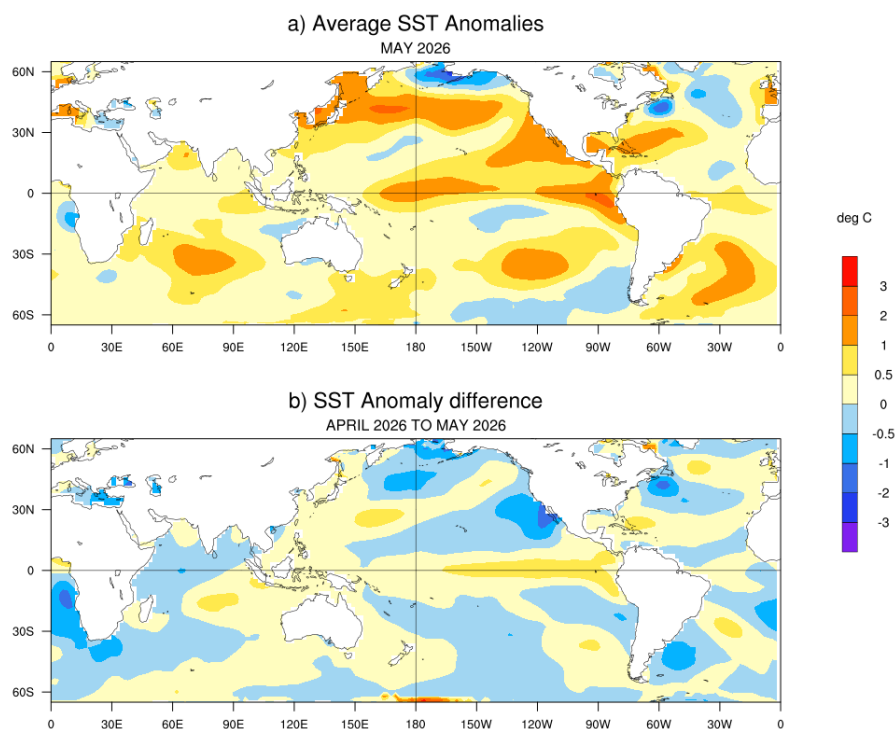 a) Average SST Anomalies
MAY 2026
60N
30N
0
30S
60S
0 30E 60E 90E 120E 150E 180 150W 120W 90W 60W 30W 0
deg C
3
2
1
0.5
0
-0.5
-1
-2
-3
b) SST Anomaly difference
APRIL 2026 TO MAY 2026
60N
30N
0
30S
60S
0 30E 60E 90E 120E 150E 180 150W 120W 90W 60W 30W 0